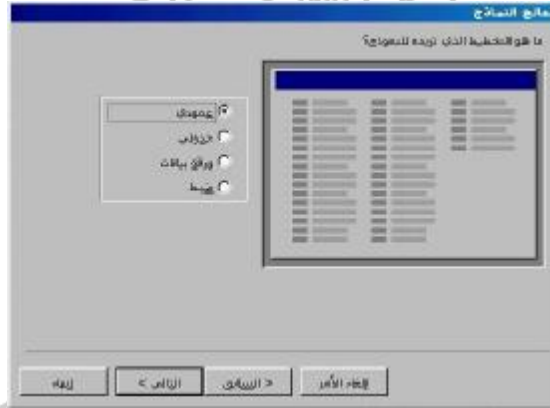 معالج النماذج
ما هو التخطيط الذي تريده للنموذج؟
عمودي
جدولي
ورقة بيانات
ضبط
إلغاء الأمر
< السابق
التالي >
إنهاء